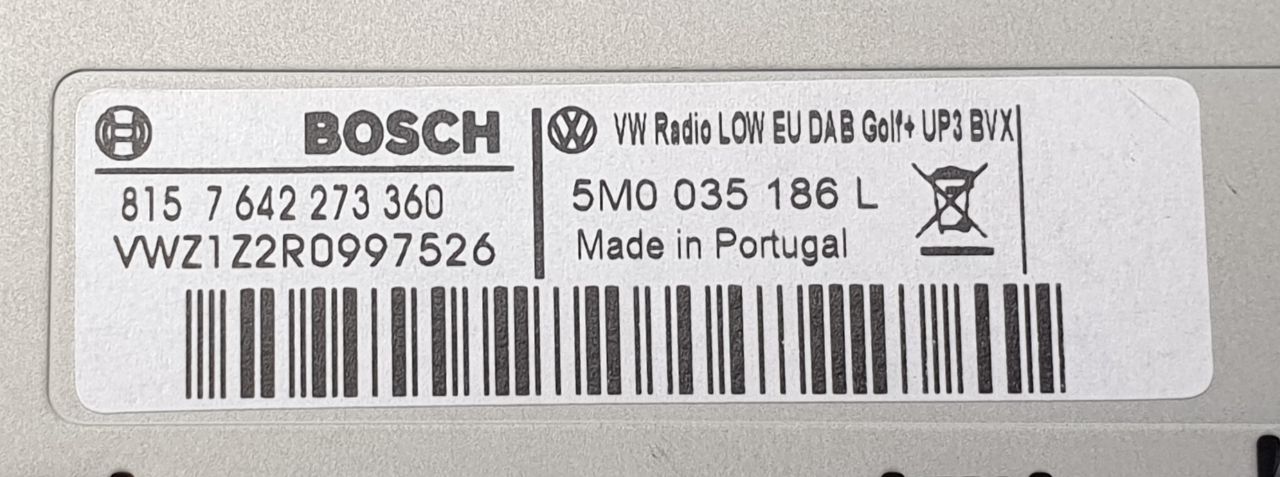 BOSCH
815 7 642 273 360
VWZ1Z2R0997526
VW Radio LOW EU DAB Golf+ UP3 BVX
5M0 035 186 L
Made in Portugal